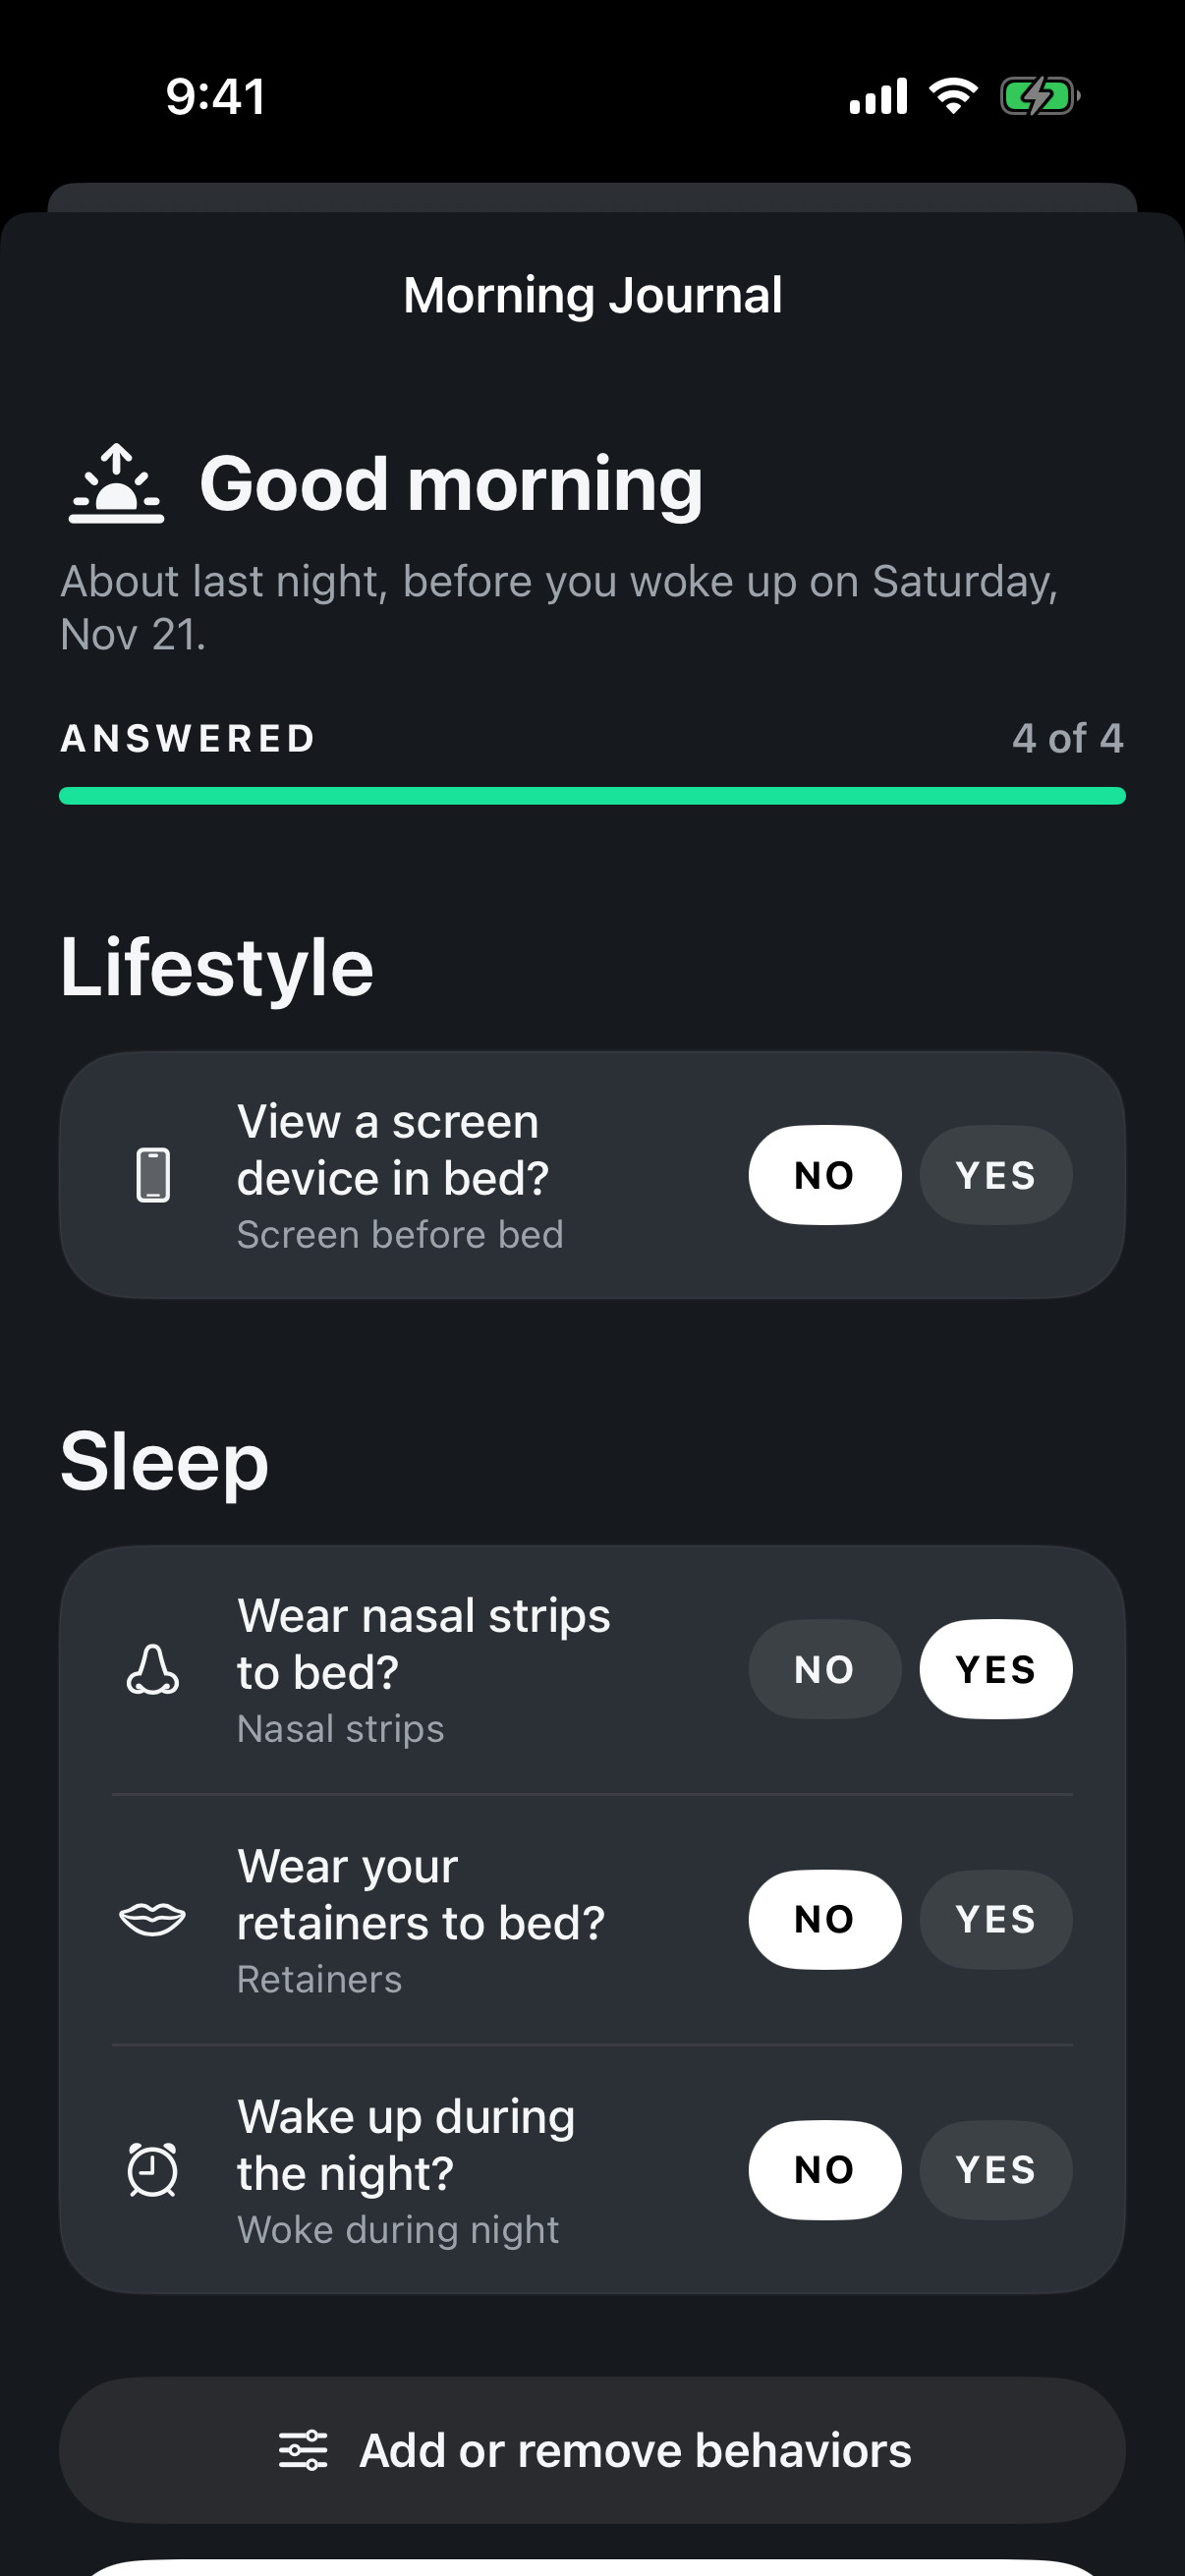 9:41
Morning Journal
Good morning
About last night, before you woke up on Saturday,
Nov 21.
ANSWERED
4 of 4
Lifestyle
View a screen
device in bed?
Screen before bed
NO
YES
Sleep
Wear nasal strips
to bed?
Nasal strips
NO
YES
Wear your
retainers to bed?
Retainers
NO
YES
Wake up during
the night?
Woke during night
NO
YES
Add or remove behaviors